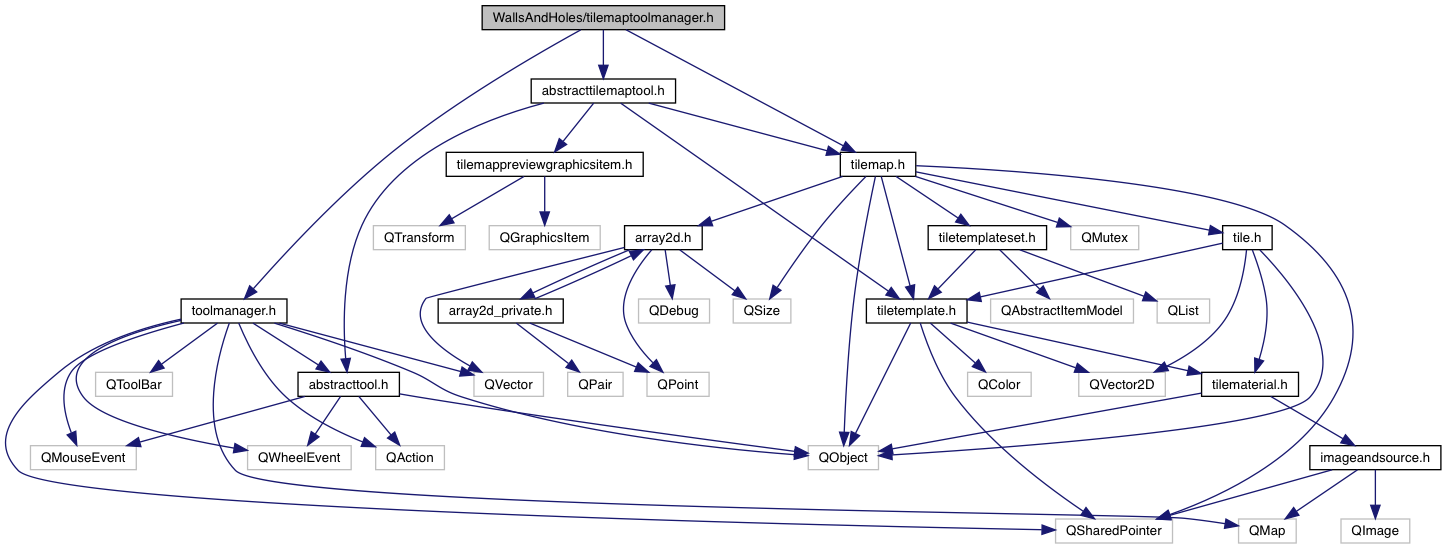 WallsAndHoles/tilemaptoolmanager.h
abstracttilemaptool.h
tilemappreviewgraphicsitem.h
tilemap.h
QTransform
QGraphicsItem
array2d.h
tiletemplateset.h
QMutex
tile.h
toolmanager.h
array2d_private.h
QDebug
QSize
tiletemplate.h
QAbstractItemModel
QList
QToolBar
abstracttool.h
QVector
QPair
QPoint
QColor
QVector2D
tilematerial.h
QMouseEvent
QWheelEvent
QAction
QObject
imageandsource.h
QSharedPointer
QMap
QImage